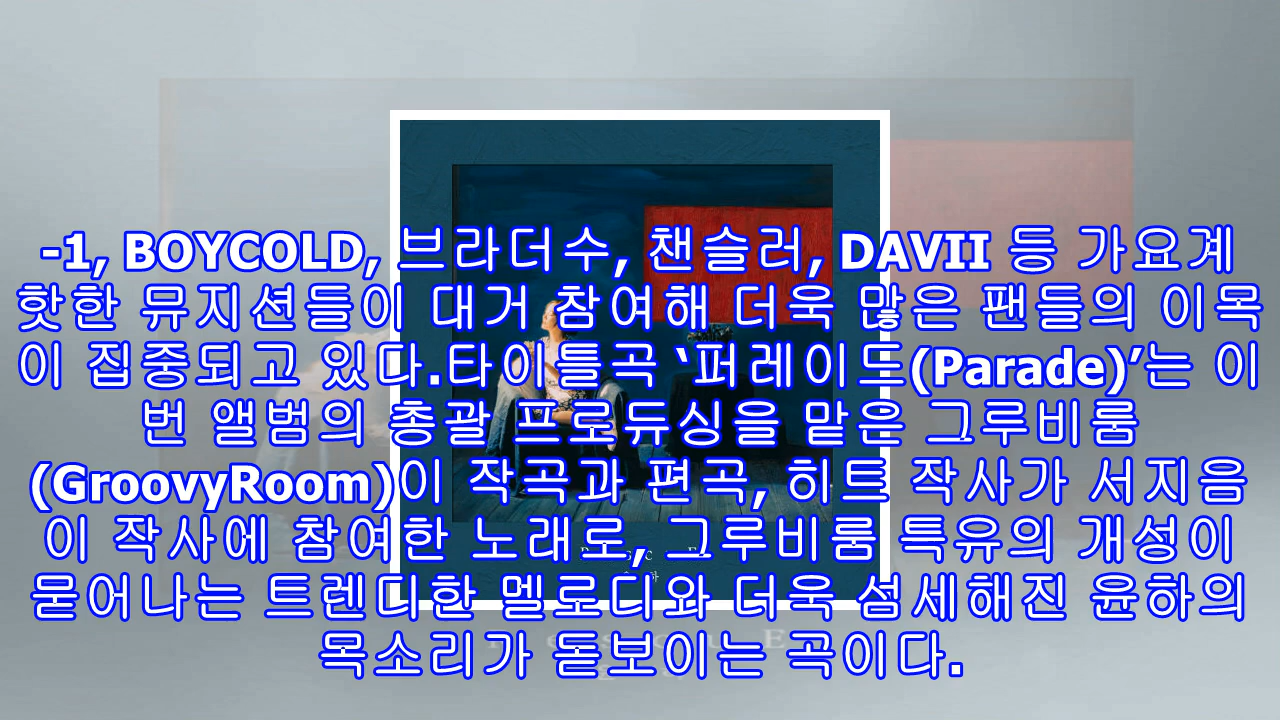 -1, BOYCOLD, 브라더수, 챈슬러, DAVII 등 가요계
핫한 뮤지션들이 대거 참여해 더욱 많은 팬들의 이목
이 집중되고 있다.타이틀곡 ‘퍼레이드(Parade)’는 이
번 앨범의 총괄 프로듀싱을 맡은 그루비룸
(GroovyRoom)이 작곡과 편곡, 히트 작사가 서지음
이 작사에 참여한 노래로, 그루비룸 특유의 개성이
묻어나는 트렌디한 멜로디와 더욱 섬세해진 윤하의
목소리가 돋보이는 곡이다.